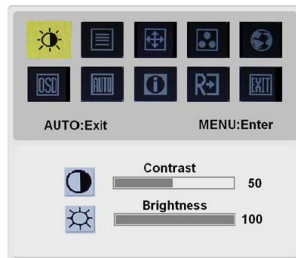 OSD AUTO i R EXIT
AUTO:Exit MENU:Enter
Contrast
50
Brightness
100